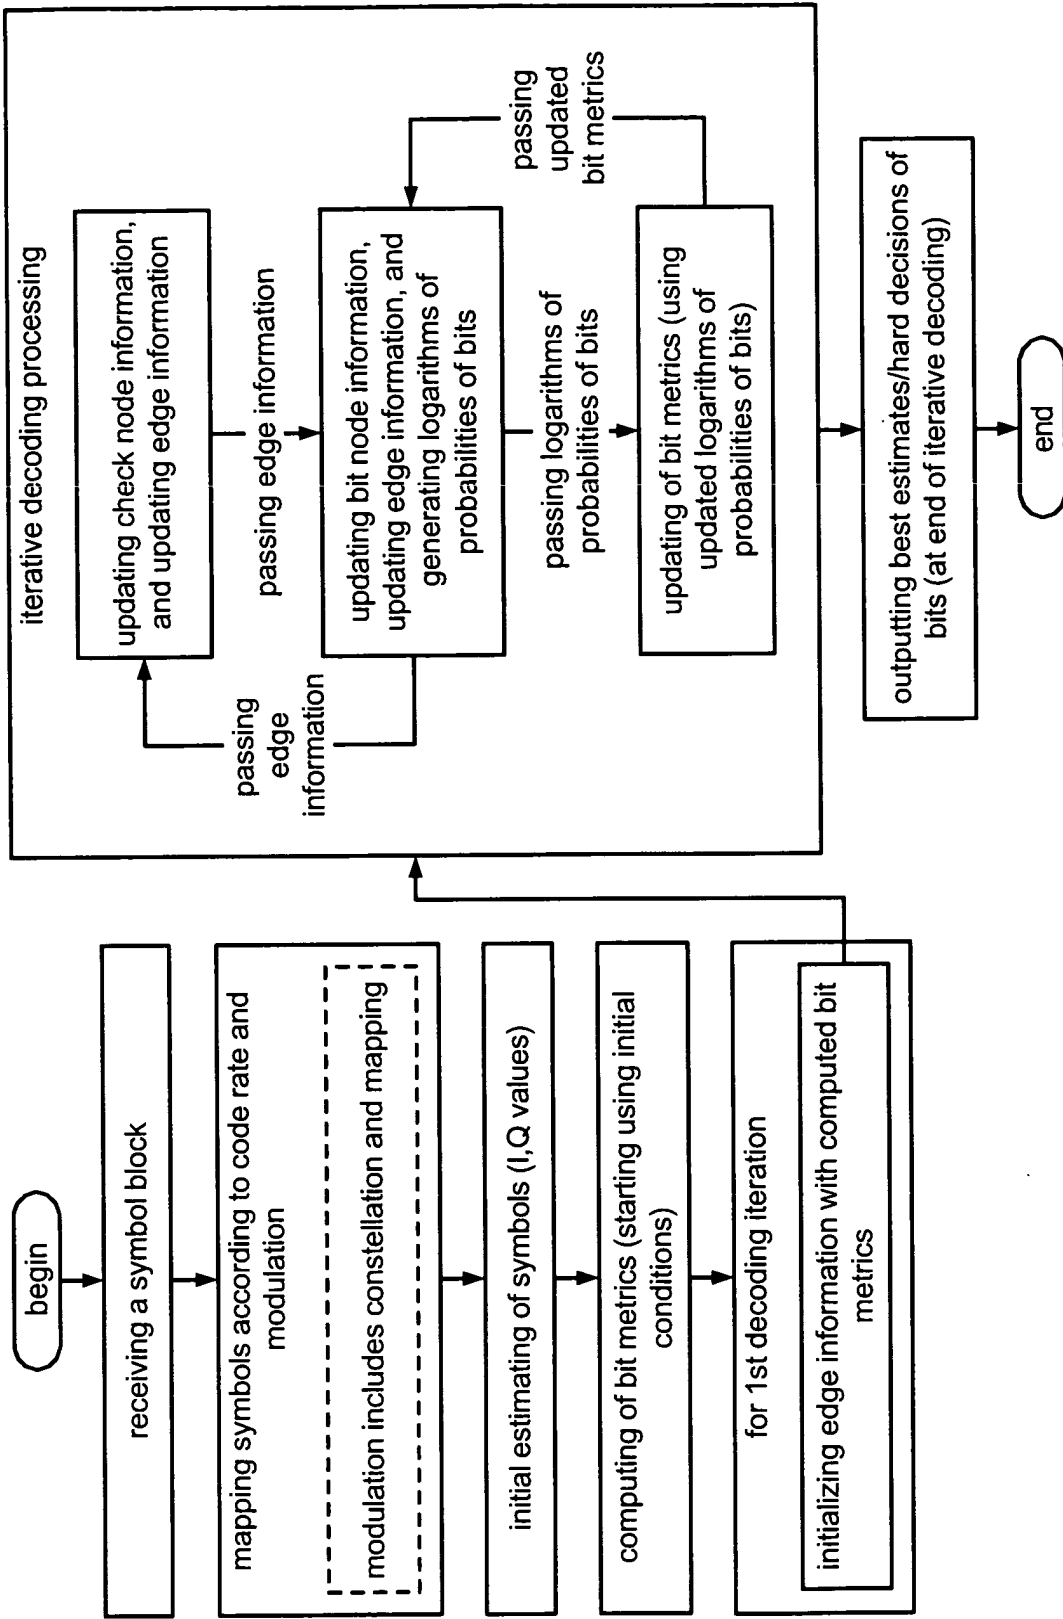 begin
receiving a symbol block
mapping symbols according to code rate and
modulation
modulation includes constellation and mapping
initial estimating of symbols (I,Q values)
computing of bit metrics (starting using initial
conditions)
for 1st decoding iteration
initializing edge information with computed bit
metrics
iterative decoding processing
updating check node information,
and updating edge information
passing edge information
passing
edge
information
updating bit node information,
updating edge information, and
generating logarithms of
probabilities of bits
passing logarithms of
probabilities of bits
passing
updated
bit metrics
updating of bit metrics (using
updated logarithms of
probabilities of bits)
outputting best estimates/hard decisions of
bits (at end of iterative decoding)
end